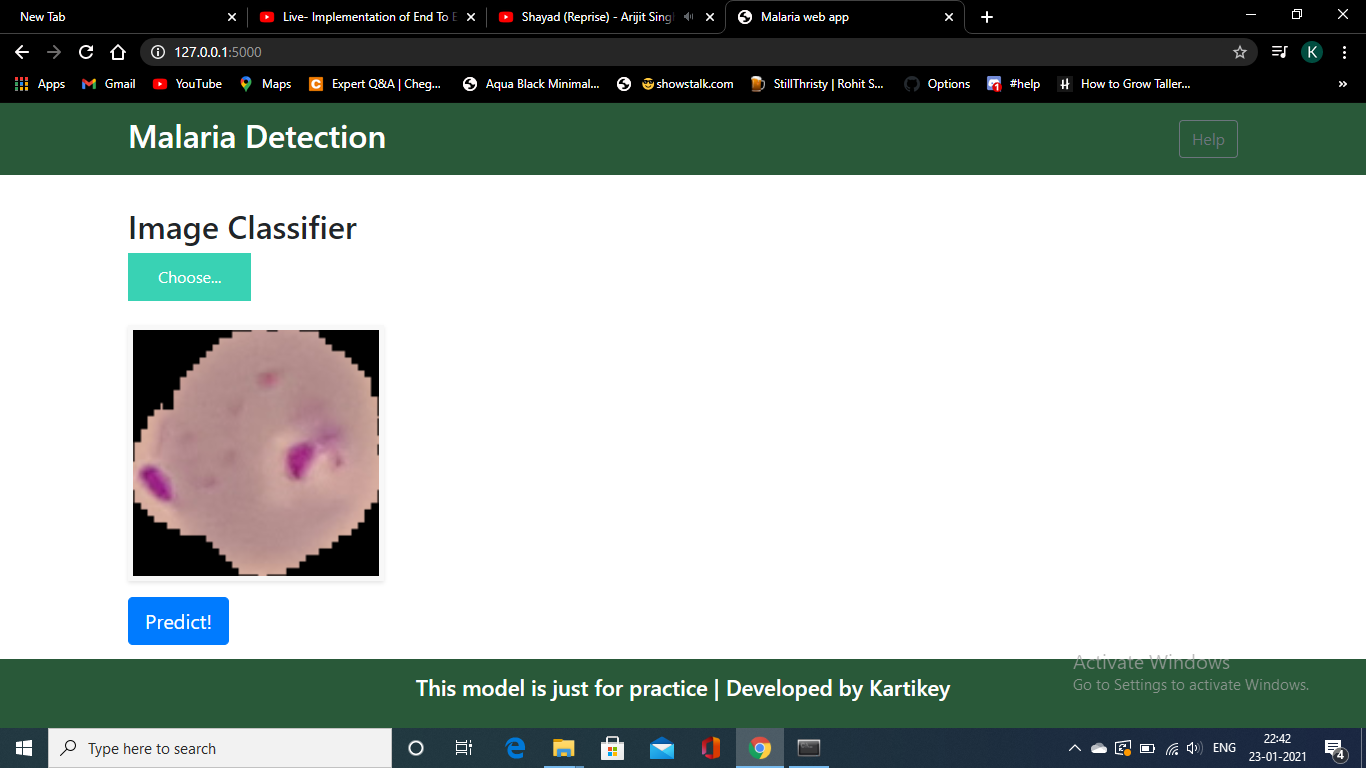 New Tab
Live- Implementation of End To E
Shayad (Reprise) - Arijit Singl
Malaria web app
127.0.0.1:5000
K
Apps
Gmail
YouTube
Maps
C
Expert Q&A | Cheg...
Aqua Black Minimal...
😎showstalk.com
StillThristy | Rohit S...
Options
1
#help
H
How to Grow Taller...
»
Malaria Detection
Help
Image Classifier
Choose...
Predict!
Activate Windows
Go to Settings to activate Windows.
This model is just for practice | Developed by Kartikey
Type here to search
ENG
22:42
23-01-2021
4